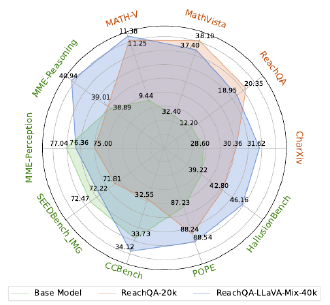 MATH-V
MathVista
11.38
38.10
11.25
37.40
ReachQA
MME-Reasoning
40.94
20.35
39.01
9.44
18.95
38.89
32.40
12.20
MME-Perception
77.04
76.36
75.00
28.60
30.36
31.62
CharXiv
71.81
39.22
72.22
32.55
42.80
72.47
87.23
46.16
SEEDBench_IMG
HallusionBench
33.73
88.24
34.12
88.54
CCBench
POPE
Base Model
ReachQA-20k
ReachQA-LLaVA-Mix-40k